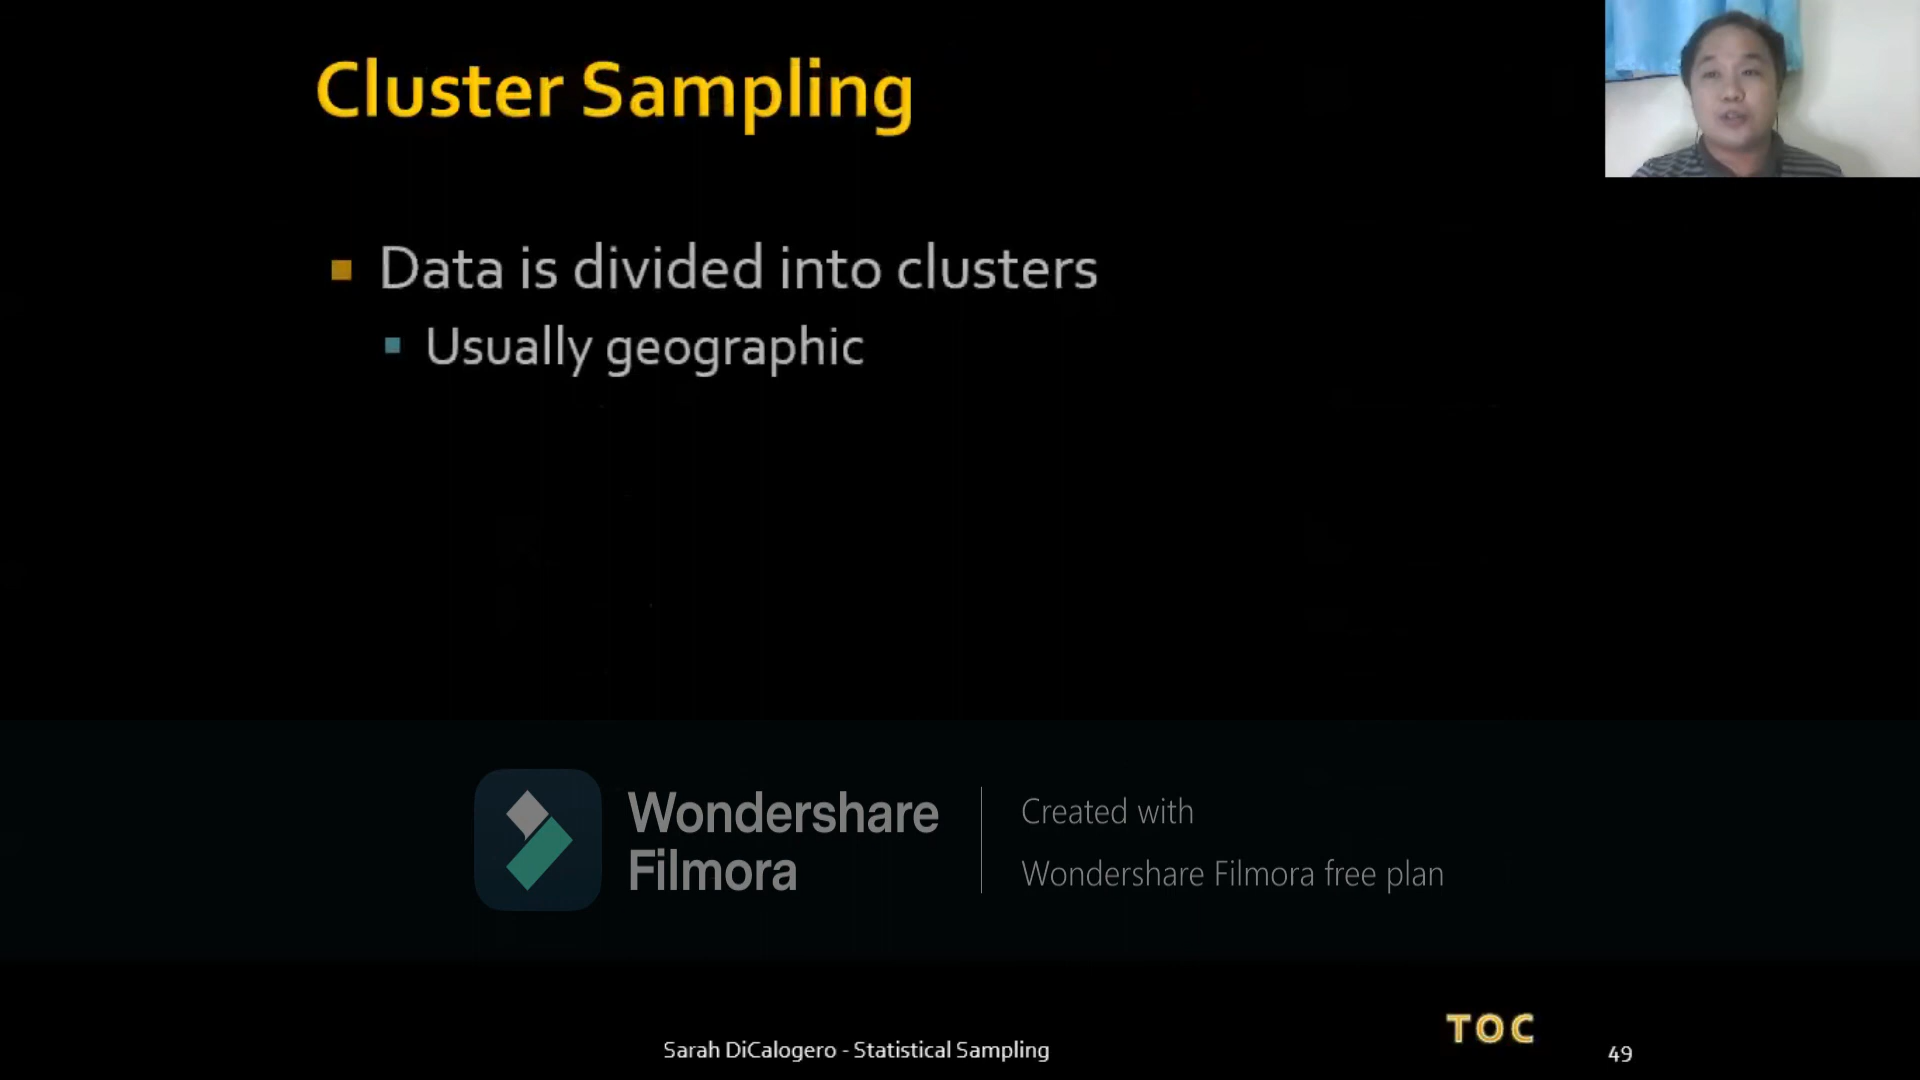 Cluster Sampling
Data is divided into clusters
Usually geographic
Wondershare
Filmora
Created with
Wondershare Filmora free plan
TOC
Sarah DiCalogero - Statistical Sampling
49